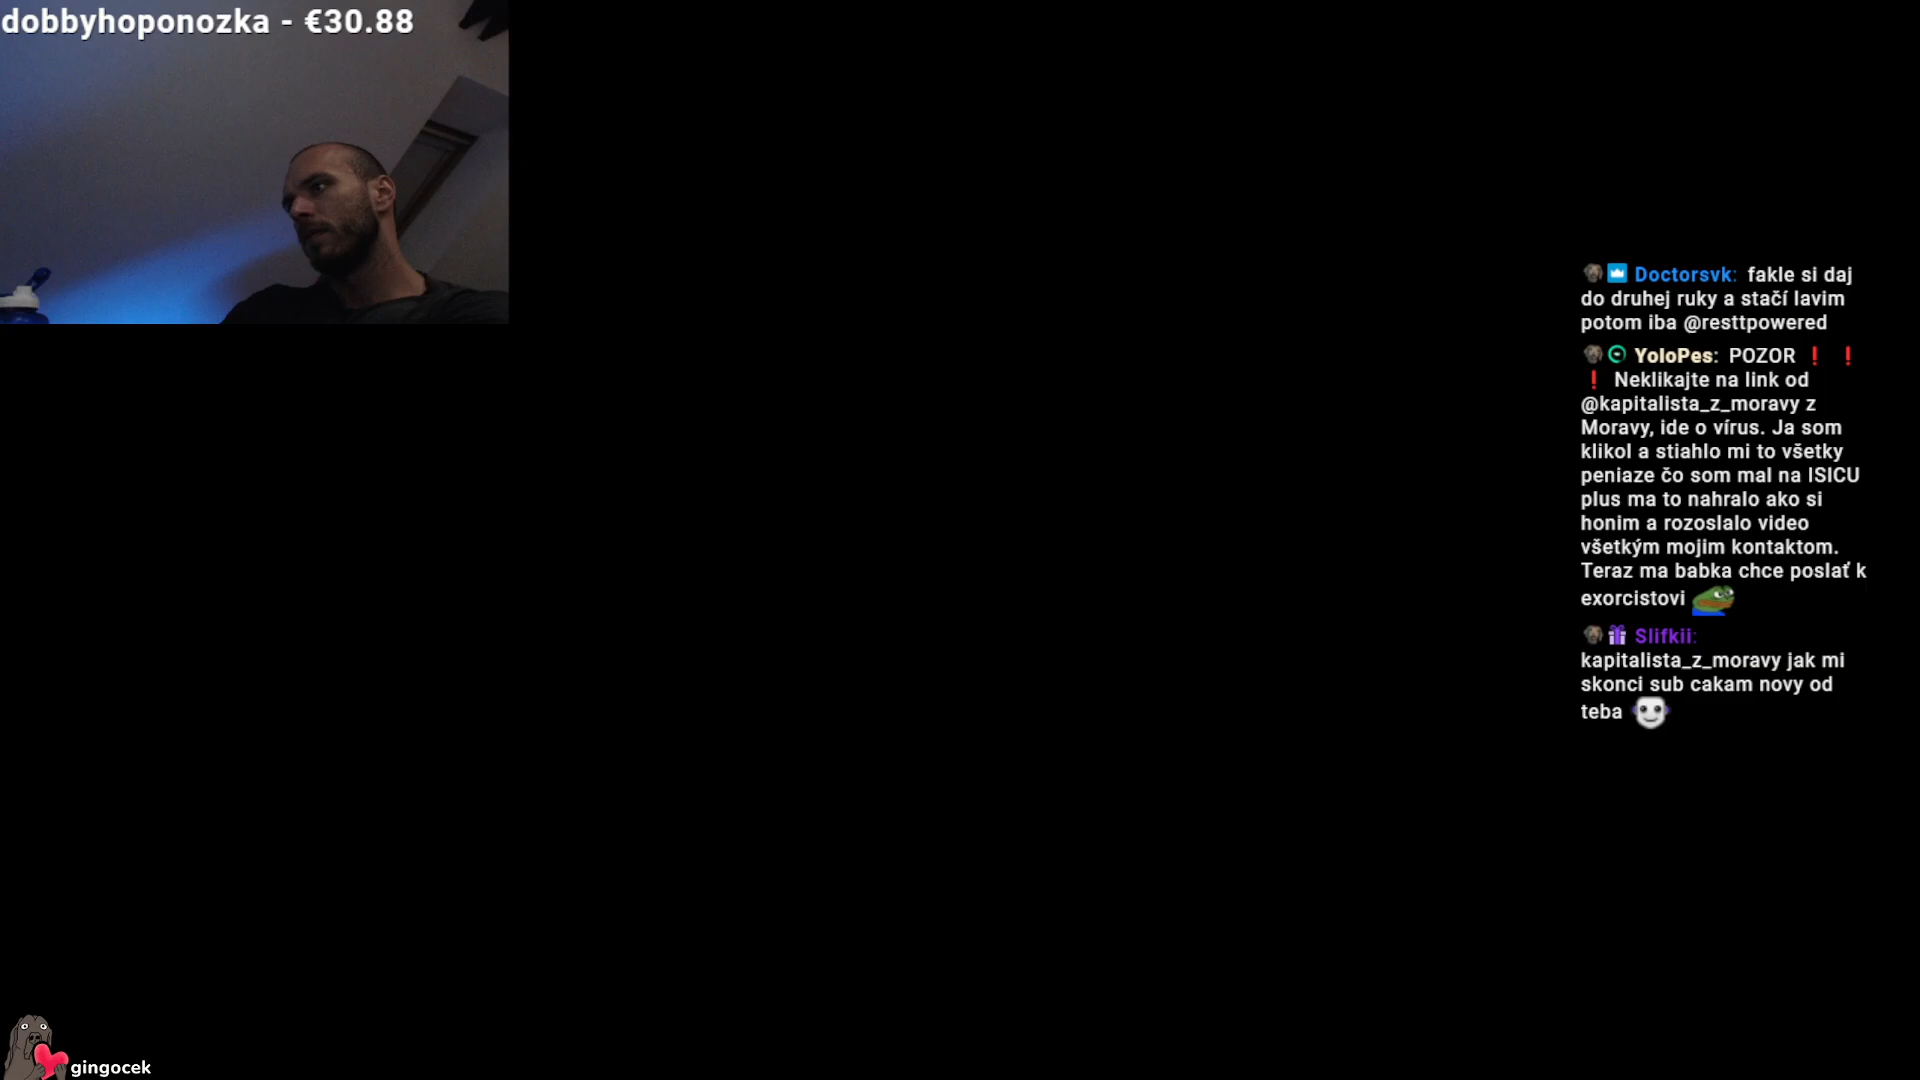 dobbyhoponozka - €30.88
Doctorsvk: fakle si daj
do druhej ruky a stačí lavim
potom iba @resttpowered
YoloPes: POZOR ❗ ❗
❗ Neklikajte na link od
@kapitalista_z_moravy z
Moravy, ide o vírus. Ja som
klikol a stiahlo mi to všetky
peniaze čo som mal na ISICU
plus ma to nahralo ako si
honim a rozoslalo video
všetkým mojim kontaktom.
Teraz ma babka chce poslať k
exorcistovi
Slifkii:
kapitalista_z_moravy jak mi
skonci sub cakam novy od
teba
gingocek